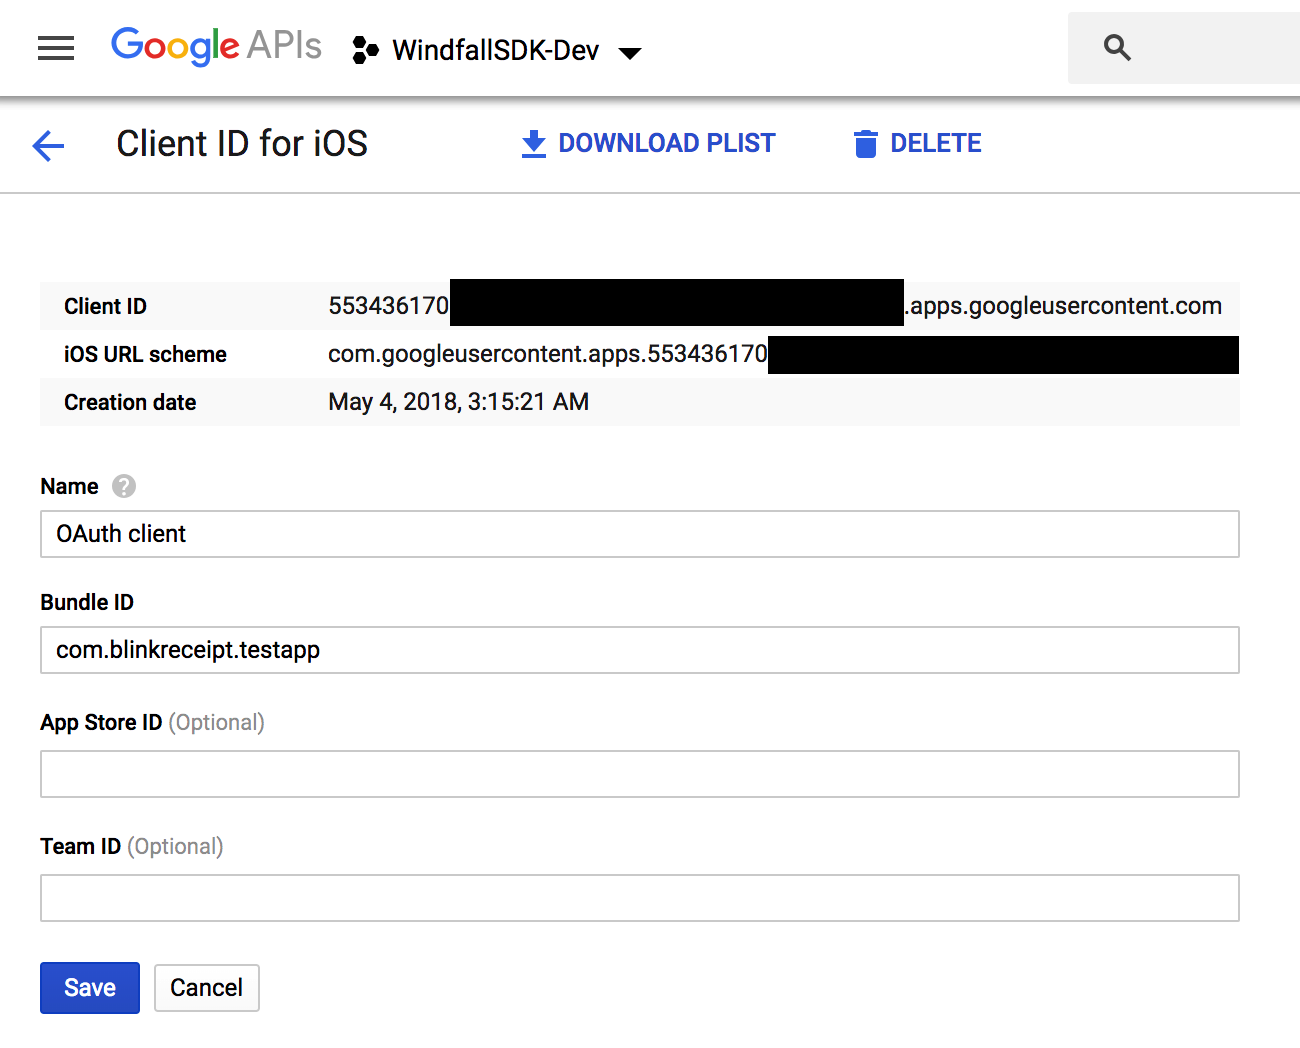 Google APIs WindfallSDK-Dev
Client ID for iOS DOWNLOAD PLIST DELETE
Client ID 553436170 .apps.googleusercontent.com
iOS URL scheme com.googleusercontent.apps.553436170
Creation date May 4, 2018, 3:15:21 AM
Name ?
OAuth client
Bundle ID
com.blinkreceipt.testapp
App Store ID (Optional)
Team ID (Optional)
Save Cancel